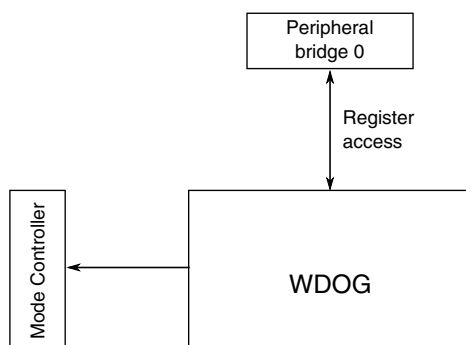 Peripheral
bridge 0
Register
access
Mode Controller
WDOG